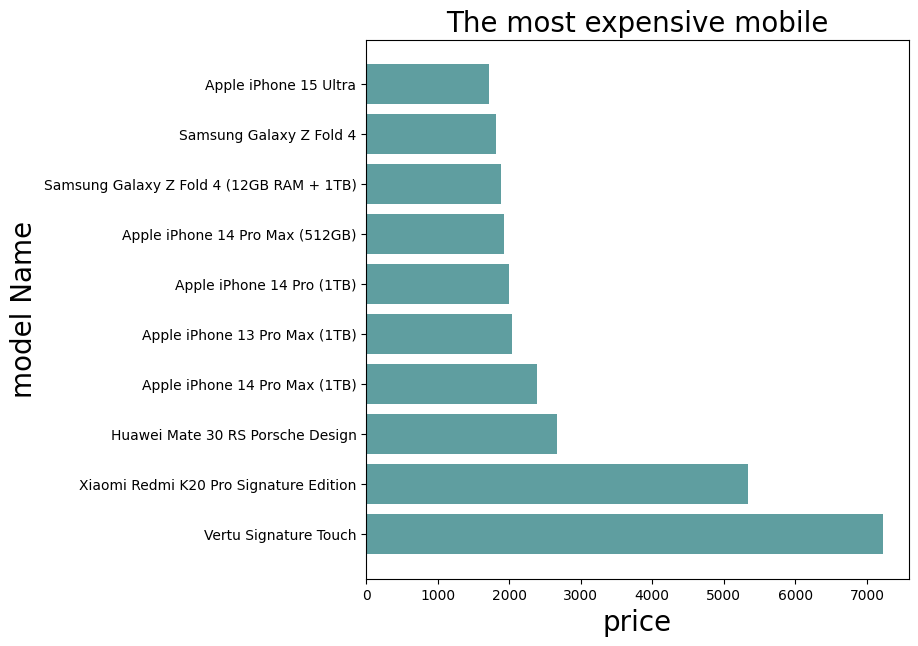 The most expensive mobile
model Name
Apple iPhone 15 Ultra
Samsung Galaxy Z Fold 4
Samsung Galaxy Z Fold 4 (12GB RAM + 1TB)
Apple iPhone 14 Pro Max (512GB)
Apple iPhone 14 Pro (1TB)
Apple iPhone 13 Pro Max (1TB)
Apple iPhone 14 Pro Max (1TB)
Huawei Mate 30 RS Porsche Design
Xiaomi Redmi K20 Pro Signature Edition
Vertu Signature Touch
0 1000 2000 3000 4000 5000 6000 7000
price